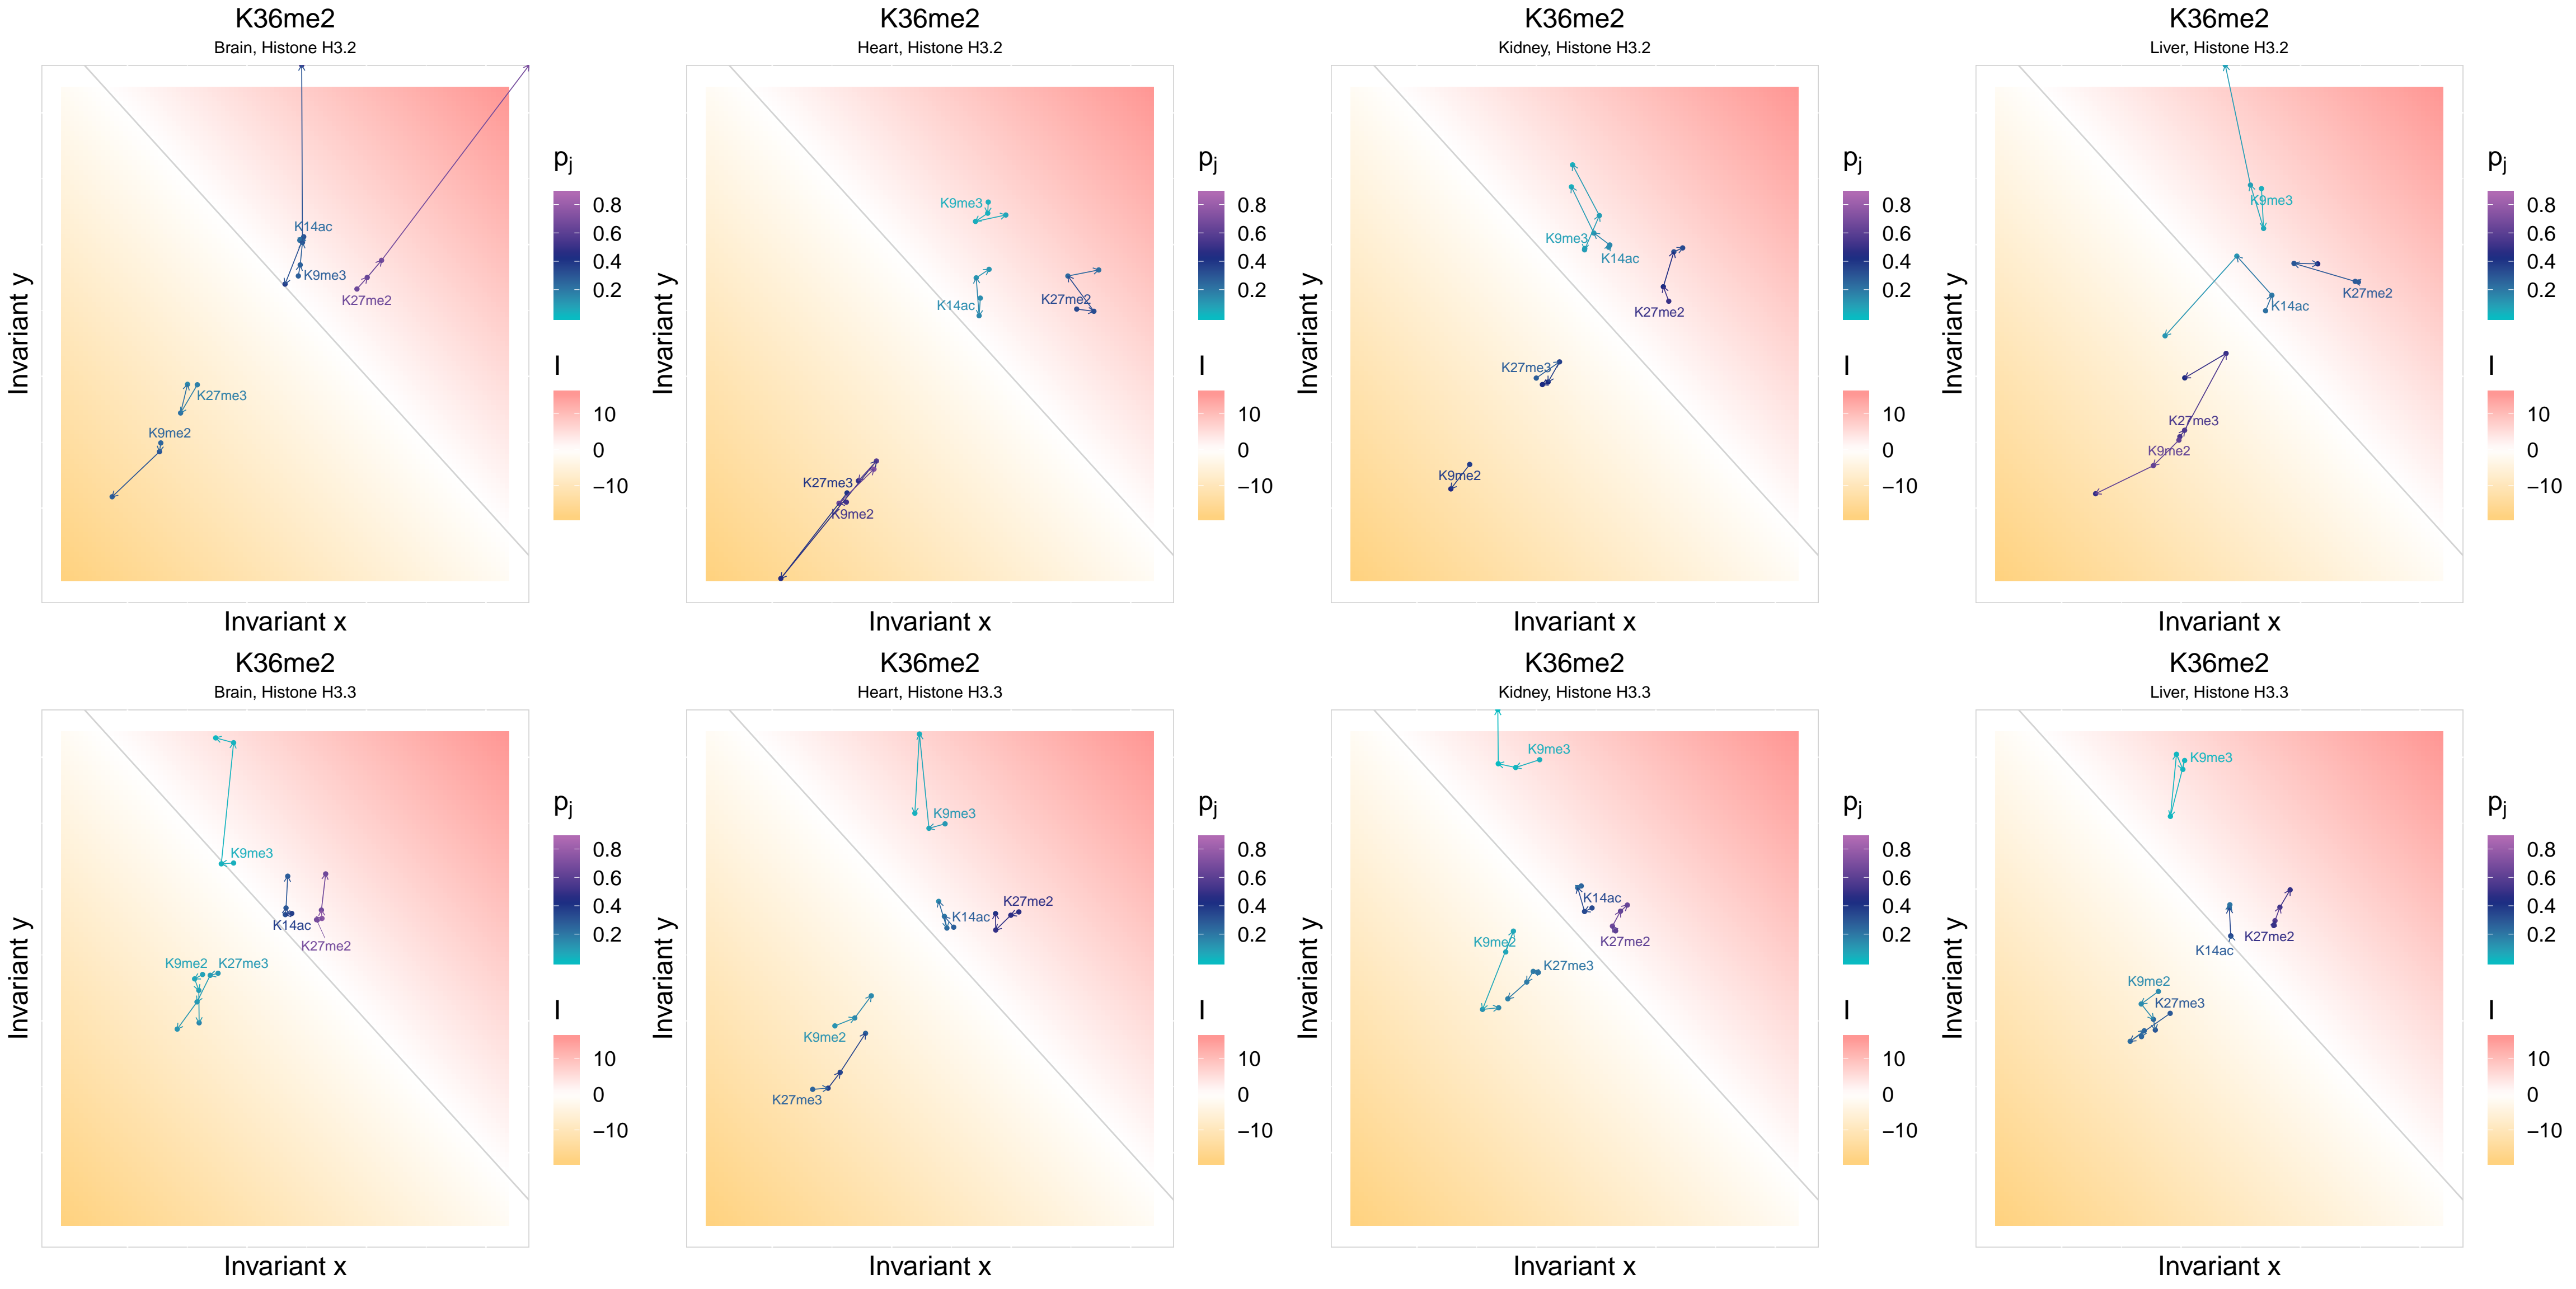 K36me2
Brain, Histone H3.2
Invariant y
Invariant x
K14ac
K9me3
K27me2
K27me3
K9me2
pj
0.8
0.6
0.4
0.2
I
10
0
−10
K36me2
Heart, Histone H3.2
Invariant y
Invariant x
K9me3
K14ac
K27me2
K27me3
K9me2
pj
0.8
0.6
0.4
0.2
I
10
0
−10
K36me2
Kidney, Histone H3.2
Invariant y
Invariant x
K9me3
K14ac
K27me2
K27me3
K9me2
pj
0.8
0.6
0.4
0.2
I
10
0
−10
K36me2
Liver, Histone H3.2
Invariant y
Invariant x
K9me3
K27me2
K14ac
K27me3
K9me2
pj
0.8
0.6
0.4
0.2
I
10
0
−10
K36me2
Brain, Histone H3.3
Invariant y
Invariant x
K9me3
K14ac
K27me2
K9me2
K27me3
pj
0.8
0.6
0.4
0.2
I
10
0
−10
K36me2
Heart, Histone H3.3
Invariant y
Invariant x
K9me3
K27me2
K14ac
K9me2
K27me3
pj
0.8
0.6
0.4
0.2
I
10
0
−10
K36me2
Kidney, Histone H3.3
Invariant y
Invariant x
K9me3
K14ac
K9me2
K27me2
K27me3
pj
0.8
0.6
0.4
0.2
I
10
0
−10
K36me2
Liver, Histone H3.3
Invariant y
Invariant x
K9me3
K27me2
K14ac
K9me2
K27me3
pj
0.8
0.6
0.4
0.2
I
10
0
−10